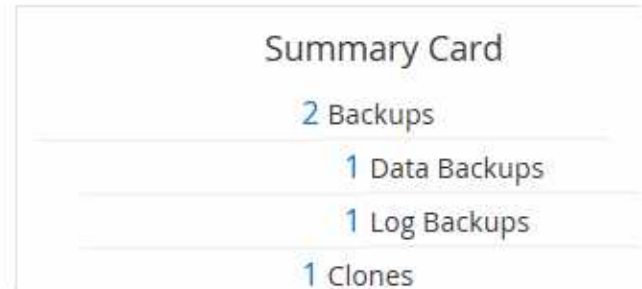 Summary Card
2 Backups
1 Data Backups
1 Log Backups
1 Clones